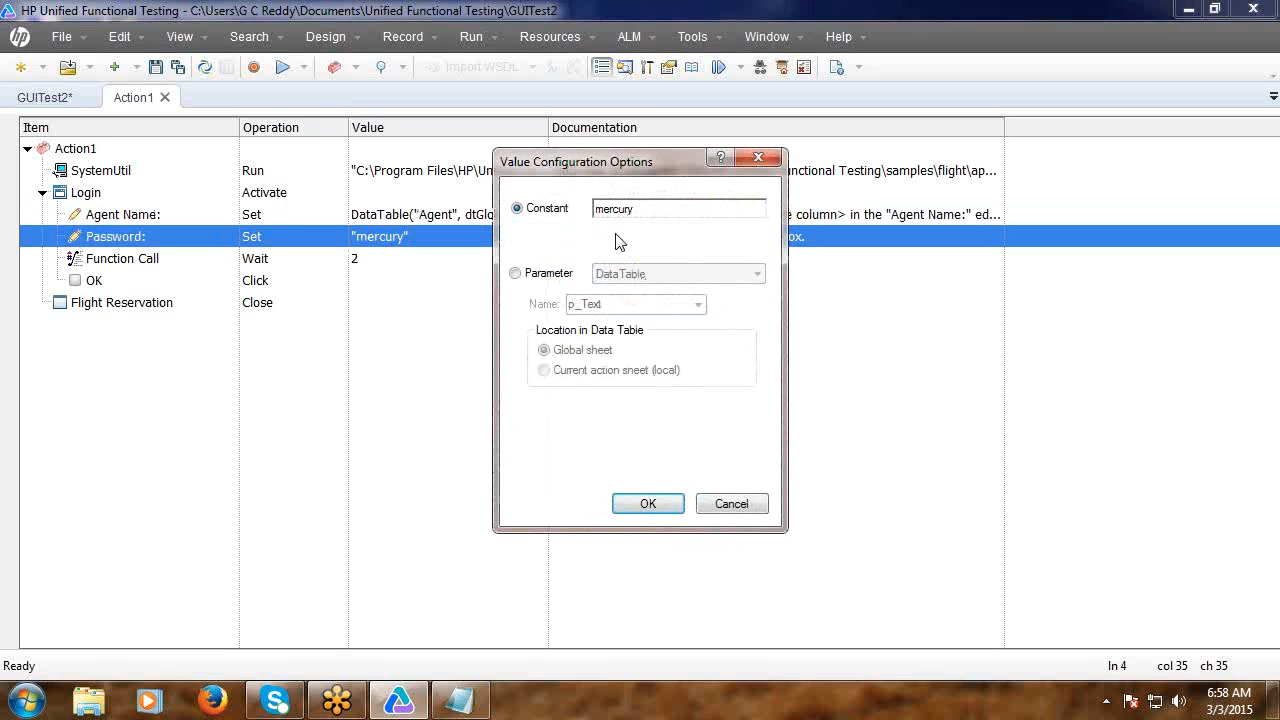 HP Unified Functional Testing - C:\Users\G C Reddy\Documents\Unified Functional Testing\GUITest2
hp File Edit View Search Design Record Run Resources ALM Tools Window Help
Import WSDL
GUITest2* Action1
Item Operation Value Documentation
Action1
SystemUtil Run "C:\Program Files\HP\Un nctional Testing\samples\flight\ap...
Login Activate
Agent Name: Set DataTable("Agent", dtGlo e column> in the "Agent Name:" ed...
Password: Set "mercury" ox.
Function Call Wait 2
OK Click
Flight Reservation Close
Value Configuration Options
Constant mercury
Parameter DataTable
Name: p_Text
Location in Data Table
Global sheet
Current action sheet (local)
OK Cancel
Ready ln 4 col 35 ch 35
6:58 AM
3/3/2015